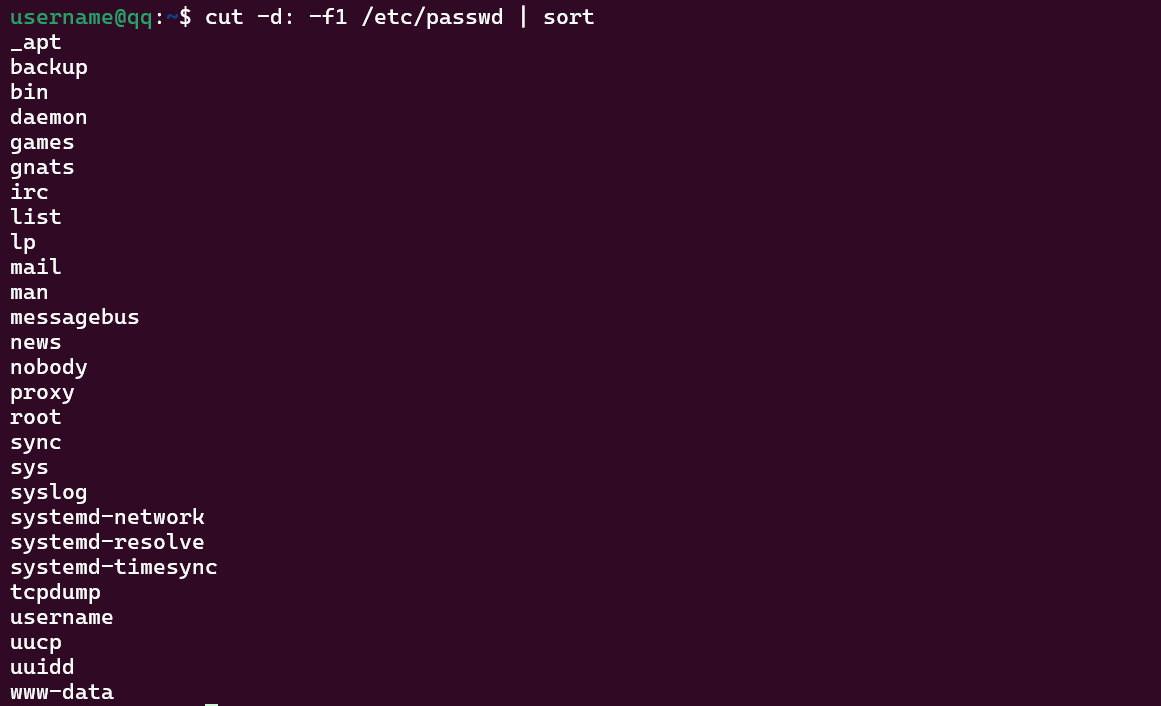 username@qq:~$ cut -d: -f1 /etc/passwd | sort
_apt
backup
bin
daemon
games
gnats
irc
list
lp
mail
man
messagebus
news
nobody
proxy
root
sync
sys
syslog
systemd-network
systemd-resolve
systemd-timesync
tcpdump
username
uucp
uuidd
www-data